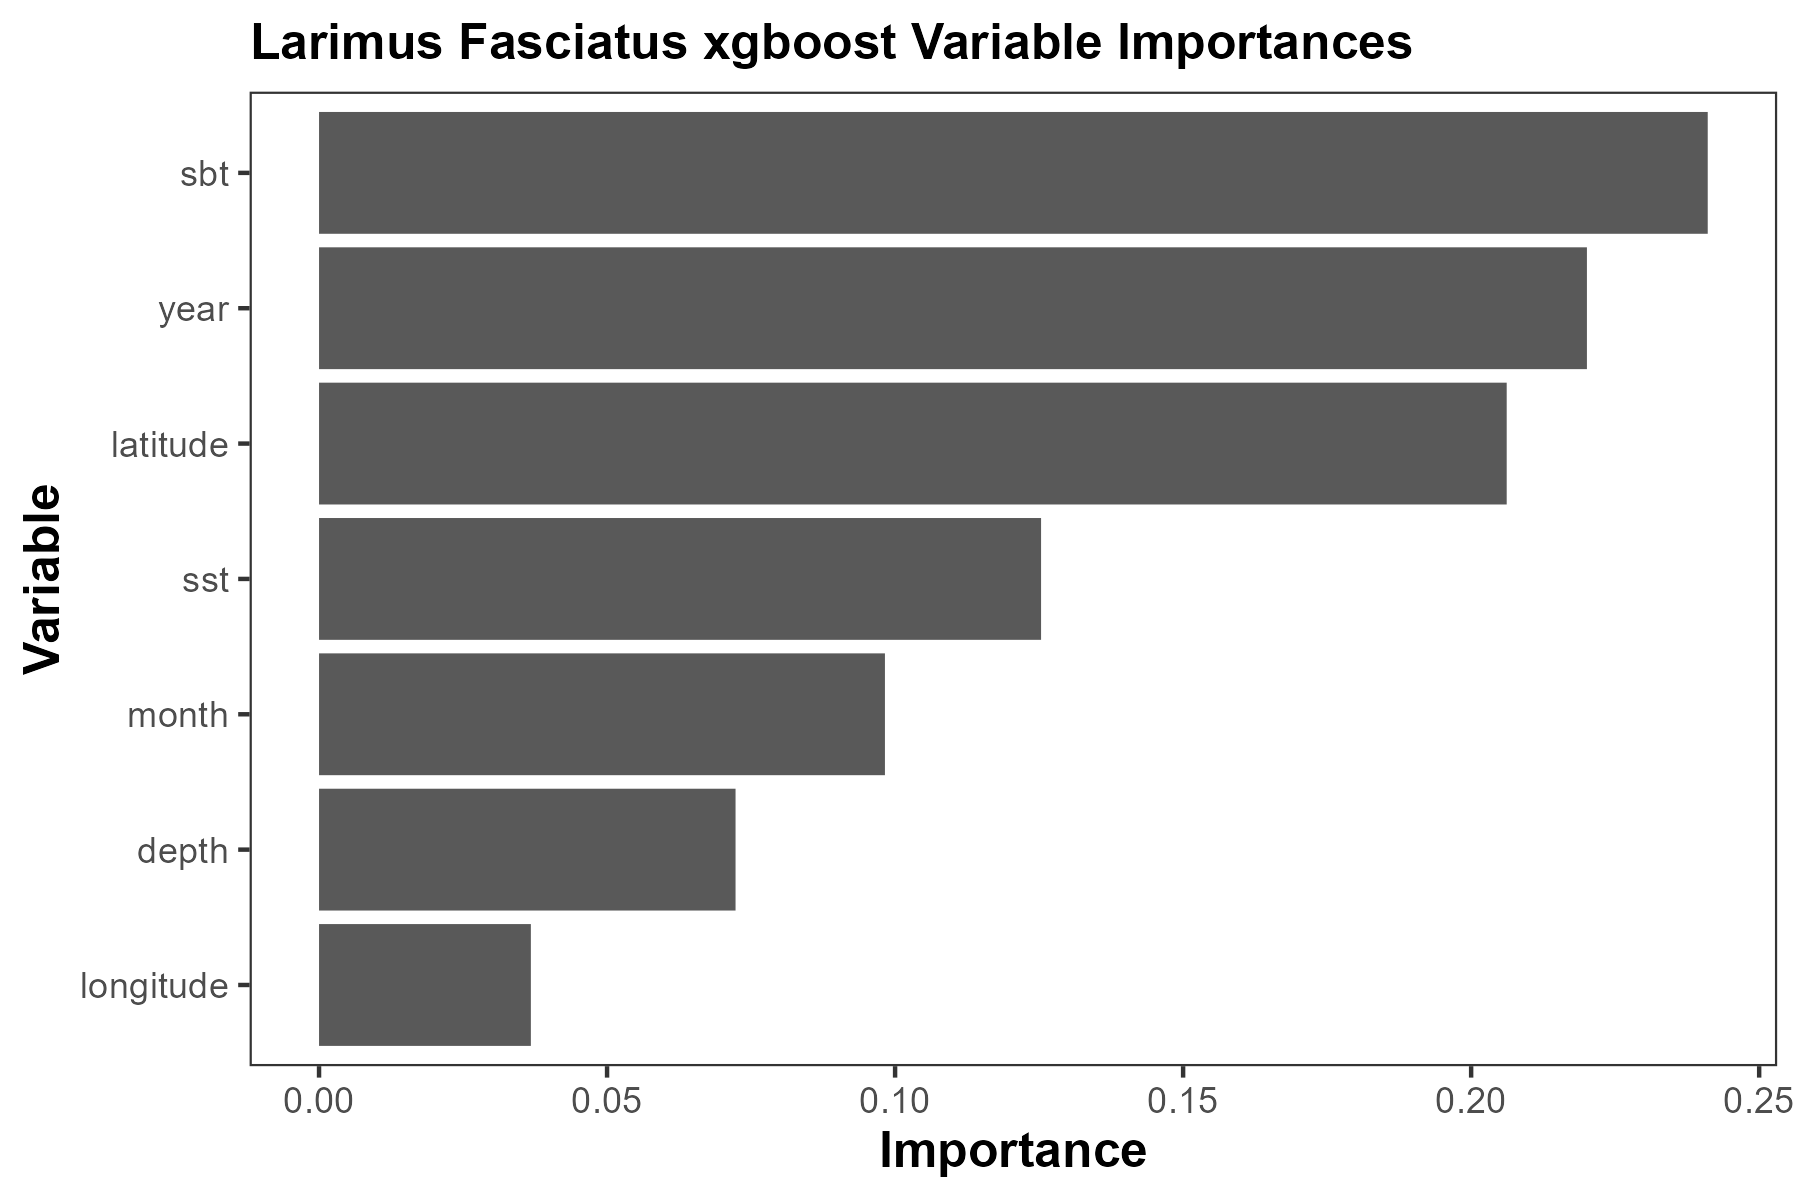 Larimus Fasciatus xgboost Variable Importances
Variable
sbt
year
latitude
sst
month
depth
longitude
0.00 0.05 0.10 0.15 0.20 0.25
Importance